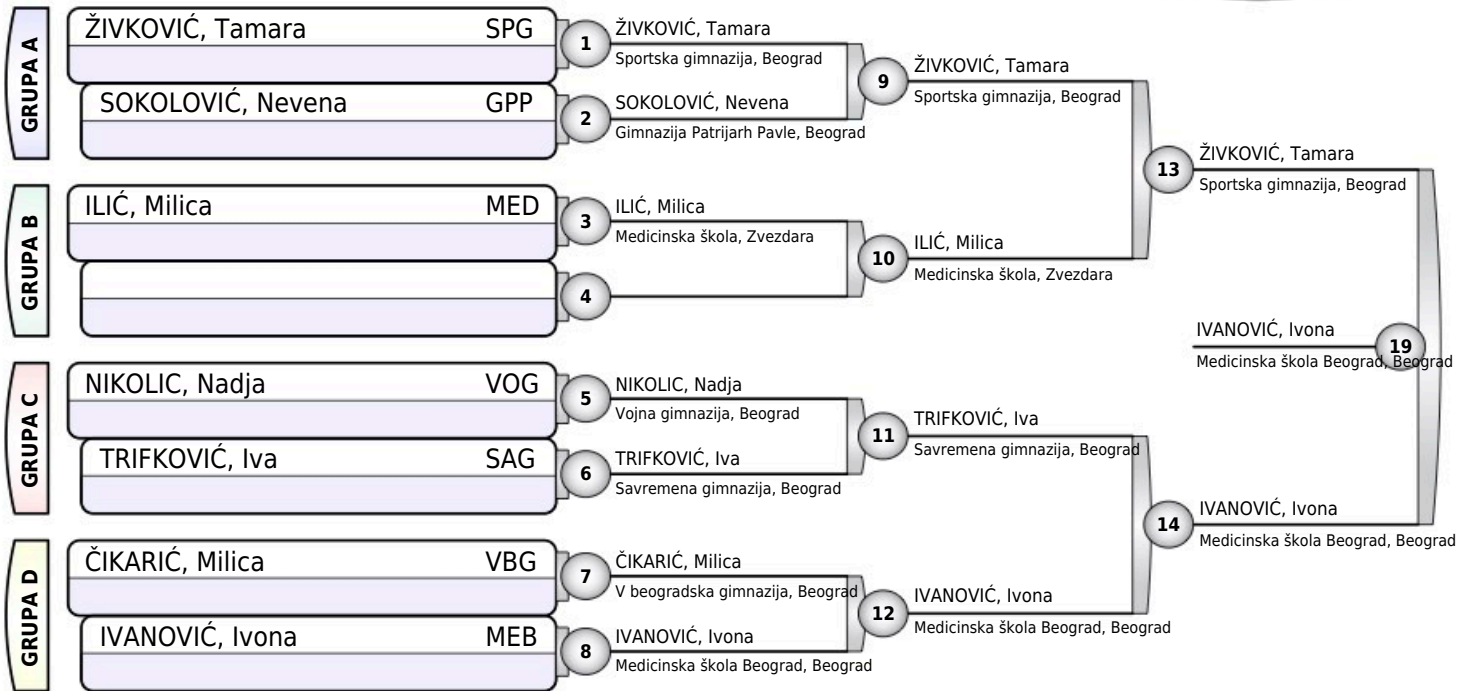 GRUPA A
ŽIVKOVIĆ, Tamara SPG
SOKOLOVIĆ, Nevena GPP
1
ŽIVKOVIĆ, Tamara
Sportska gimnazija, Beograd
2
SOKOLOVIĆ, Nevena
Gimnazija Patrijarh Pavle, Beograd
9
ŽIVKOVIĆ, Tamara
Sportska gimnazija, Beograd
GRUPA B
ILIĆ, Milica MED
3
ILIĆ, Milica
Medicinska škola, Zvezdara
4
10
ILIĆ, Milica
Medicinska škola, Zvezdara
13
ŽIVKOVIĆ, Tamara
Sportska gimnazija, Beograd
GRUPA C
NIKOLIC, Nadja VOG
TRIFKOVIĆ, Iva SAG
5
NIKOLIC, Nadja
Vojna gimnazija, Beograd
6
TRIFKOVIĆ, Iva
Savremena gimnazija, Beograd
11
TRIFKOVIĆ, Iva
Savremena gimnazija, Beograd
GRUPA D
ČIKARIĆ, Milica VBG
IVANOVIĆ, Ivona MEB
7
ČIKARIĆ, Milica
V beogradska gimnazija, Beograd
8
IVANOVIĆ, Ivona
Medicinska škola Beograd, Beograd
12
IVANOVIĆ, Ivona
Medicinska škola Beograd, Beograd
14
IVANOVIĆ, Ivona
Medicinska škola Beograd, Beograd
IVANOVIĆ, Ivona
19
Medicinska škola Beograd, Beograd